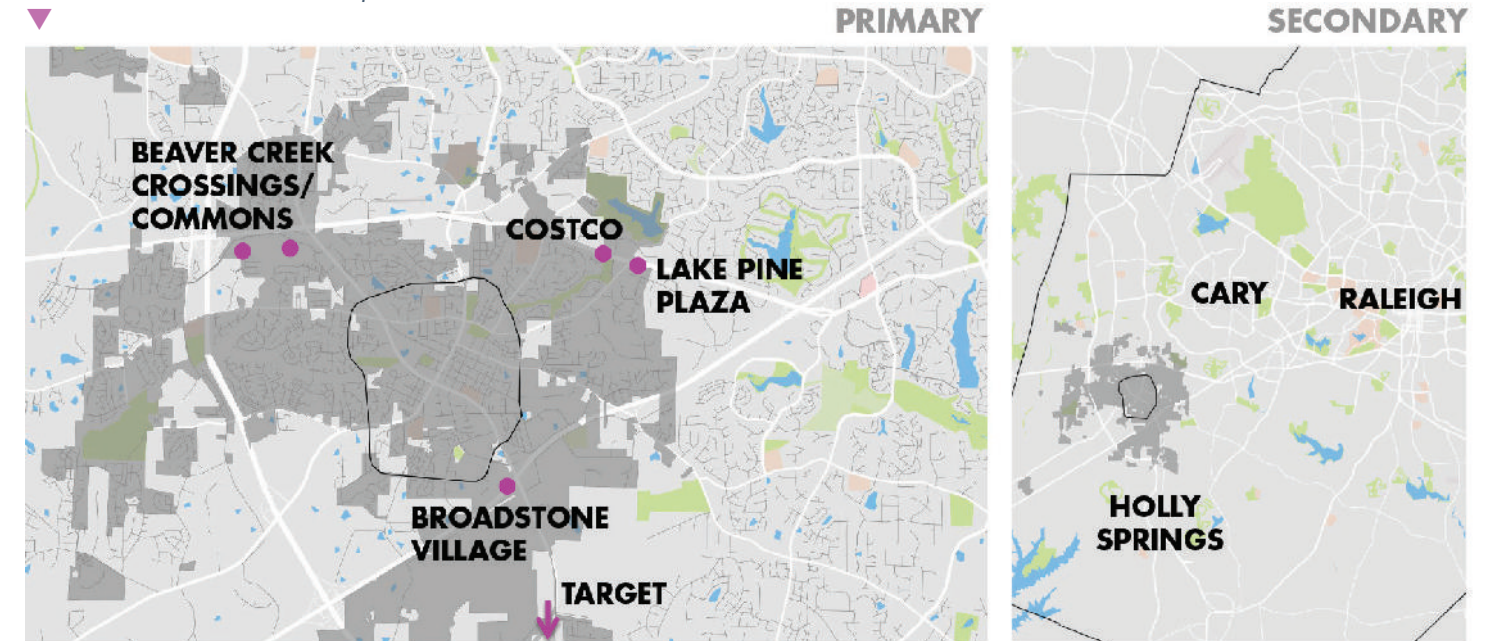 PRIMARY
SECONDARY
BEAVER CREEK
CROSSINGS/
COMMONS
COSTCO
LAKE PINE
PLAZA
BROADSTONE
VILLAGE
TARGET
CARY
RALEIGH
HOLLY
SPRINGS